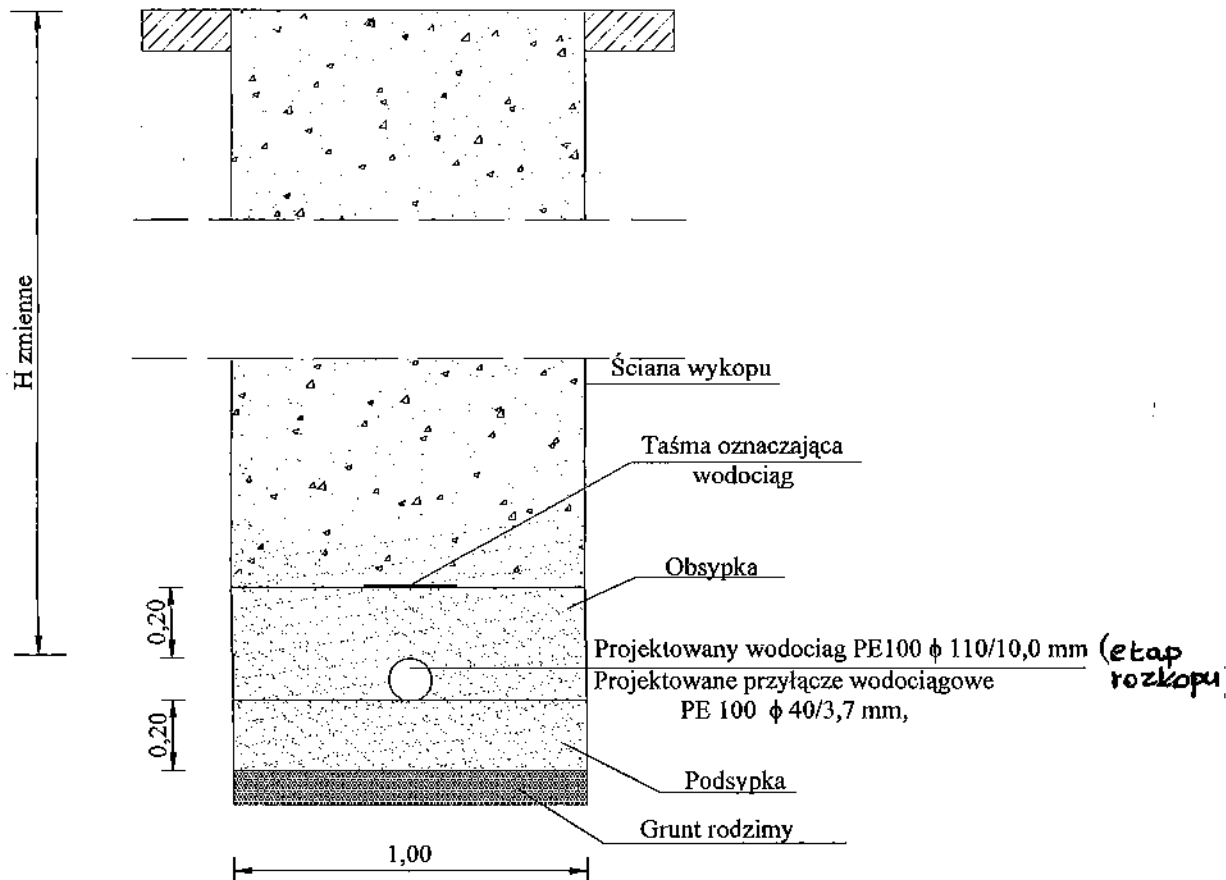 H zmienne
Ściana wykopu
Taśma oznaczająca
wodociąg
Obsypka
0,20
Projektowany wodociąg PE100 ϕ 110/10,0 mm (etap
rozkopu)
Projektowane przyłącze wodociągowe
PE 100 ϕ 40/3,7 mm,
0,20
Podsypka
Grunt rodzimy
1,00